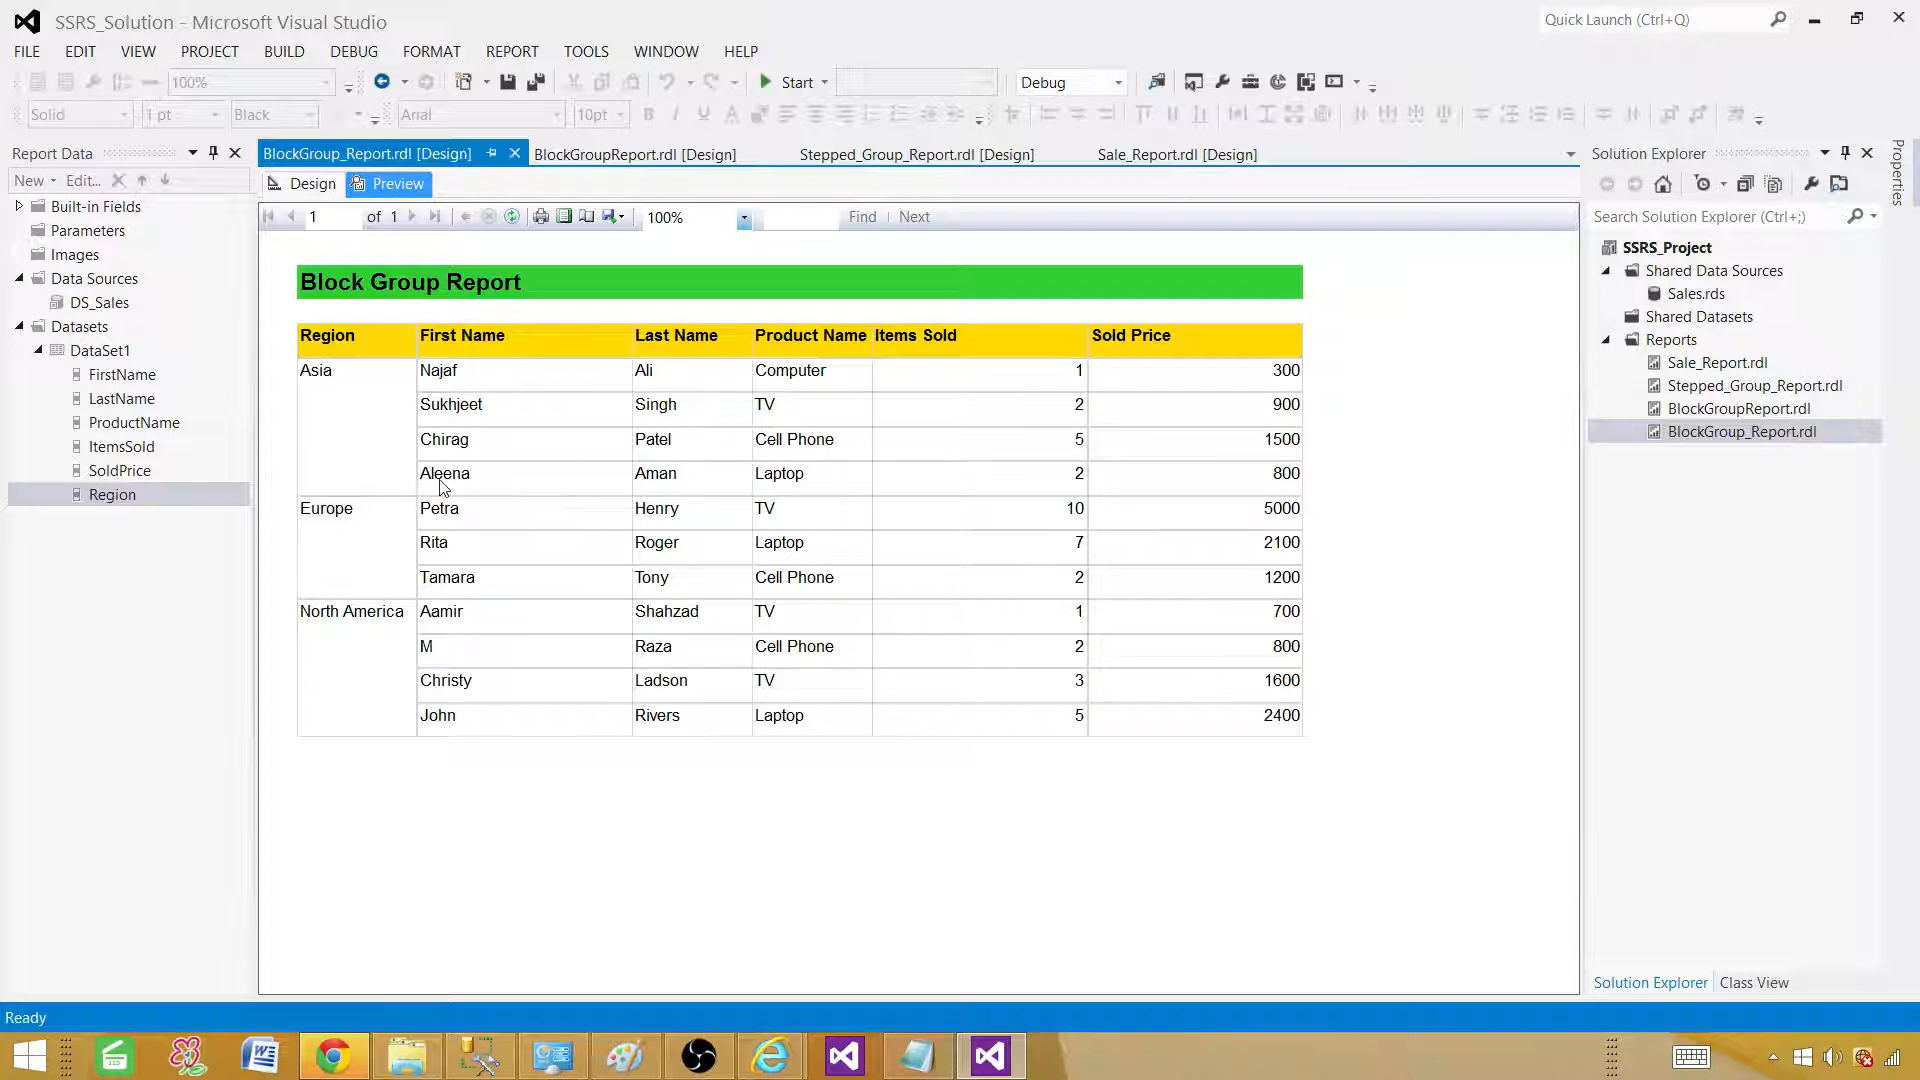 SSRS_Solution - Microsoft Visual Studio
Quick Launch (Ctrl+Q)
FILE EDIT VIEW PROJECT BUILD DEBUG FORMAT REPORT TOOLS WINDOW HELP
100% Start Debug
Solid 1 pt Black Arial 10pt B I U A
Report Data
BlockGroup_Report.rdl [Design] BlockGroupReport.rdl [Design] Stepped_Group_Report.rdl [Design] Sale_Report.rdl [Design]
Solution Explorer
Properties
New Edit...
Design Preview
1 of 1 100% Find Next
Search Solution Explorer (Ctrl+;)
Built-in Fields
Parameters
Images
Data Sources
DS_Sales
Datasets
DataSet1
FirstName
LastName
ProductName
ItemsSold
SoldPrice
Region
Block Group Report
Region First Name Last Name Product Name Items Sold Sold Price
Asia Najaf Ali Computer 1 300
Sukhjeet Singh TV 2 900
Chirag Patel Cell Phone 5 1500
Aleena Aman Laptop 2 800
Europe Petra Henry TV 10 5000
Rita Roger Laptop 7 2100
Tamara Tony Cell Phone 2 1200
North America Aamir Shahzad TV 1 700
M Raza Cell Phone 2 800
Christy Ladson TV 3 1600
John Rivers Laptop 5 2400
SSRS_Project
Shared Data Sources
Sales.rds
Shared Datasets
Reports
Sale_Report.rdl
Stepped_Group_Report.rdl
BlockGroupReport.rdl
BlockGroup_Report.rdl
Solution Explorer Class View
Ready